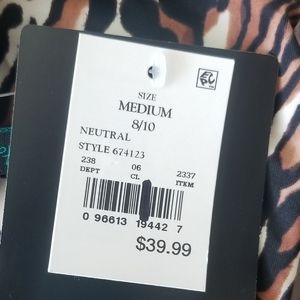 SIZE
MEDIUM
8/10
NEUTRAL
STYLE 674123
238 06 2337
DEPT CL ITEM
0 96613 19442 7
$39.99